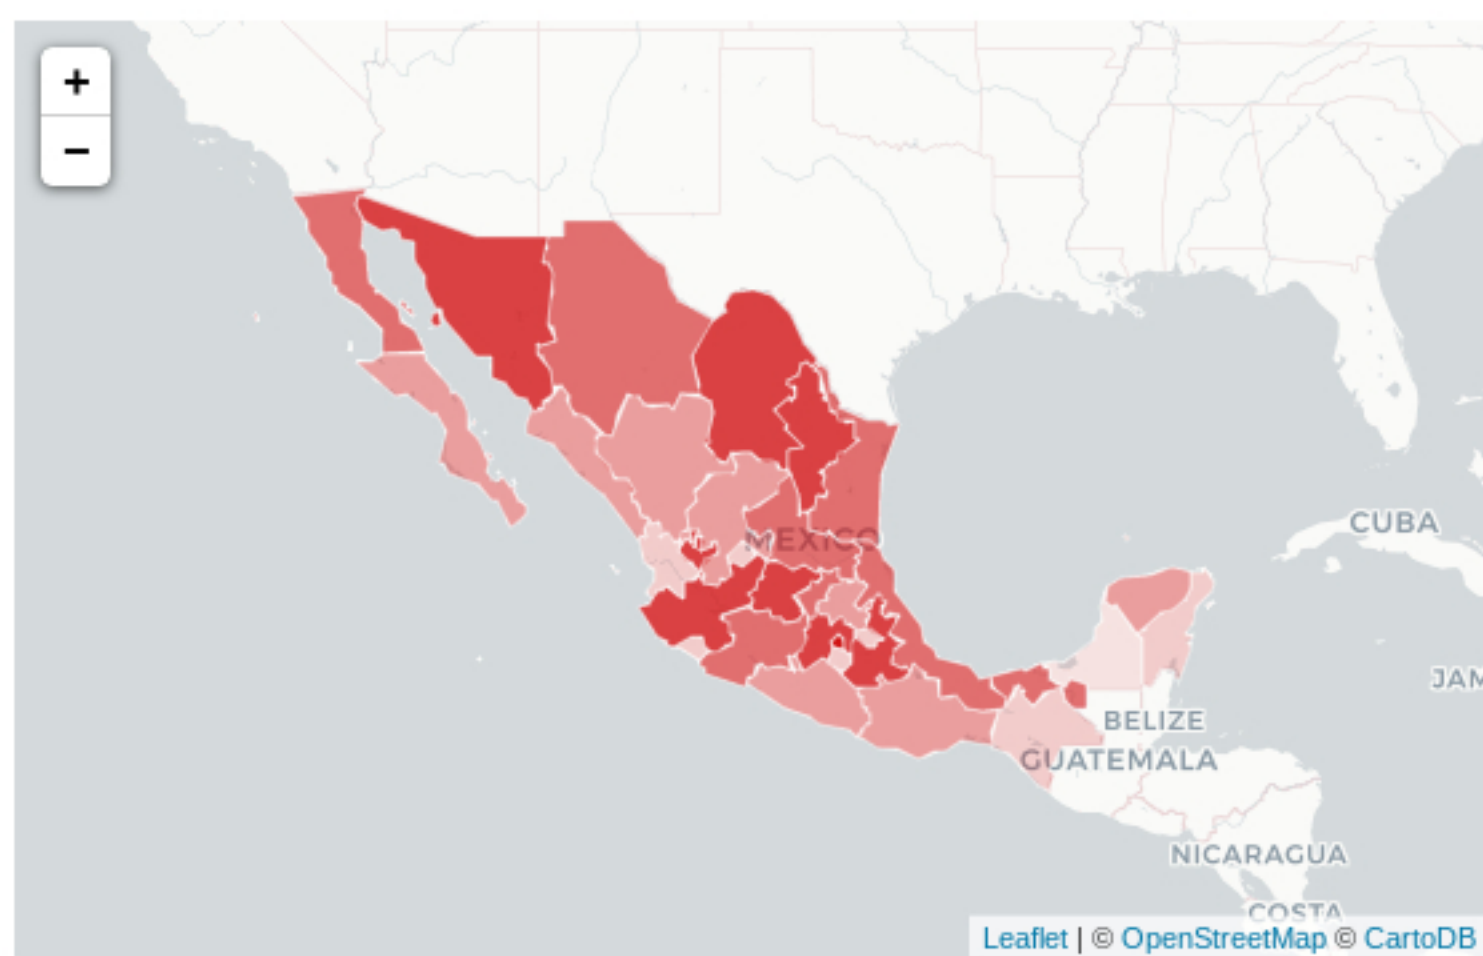 +
−
MEXICO
CUBA
JAM
BELIZE
GUATEMALA
NICARAGUA
COSTA
Leaflet | © OpenStreetMap © CartoDB